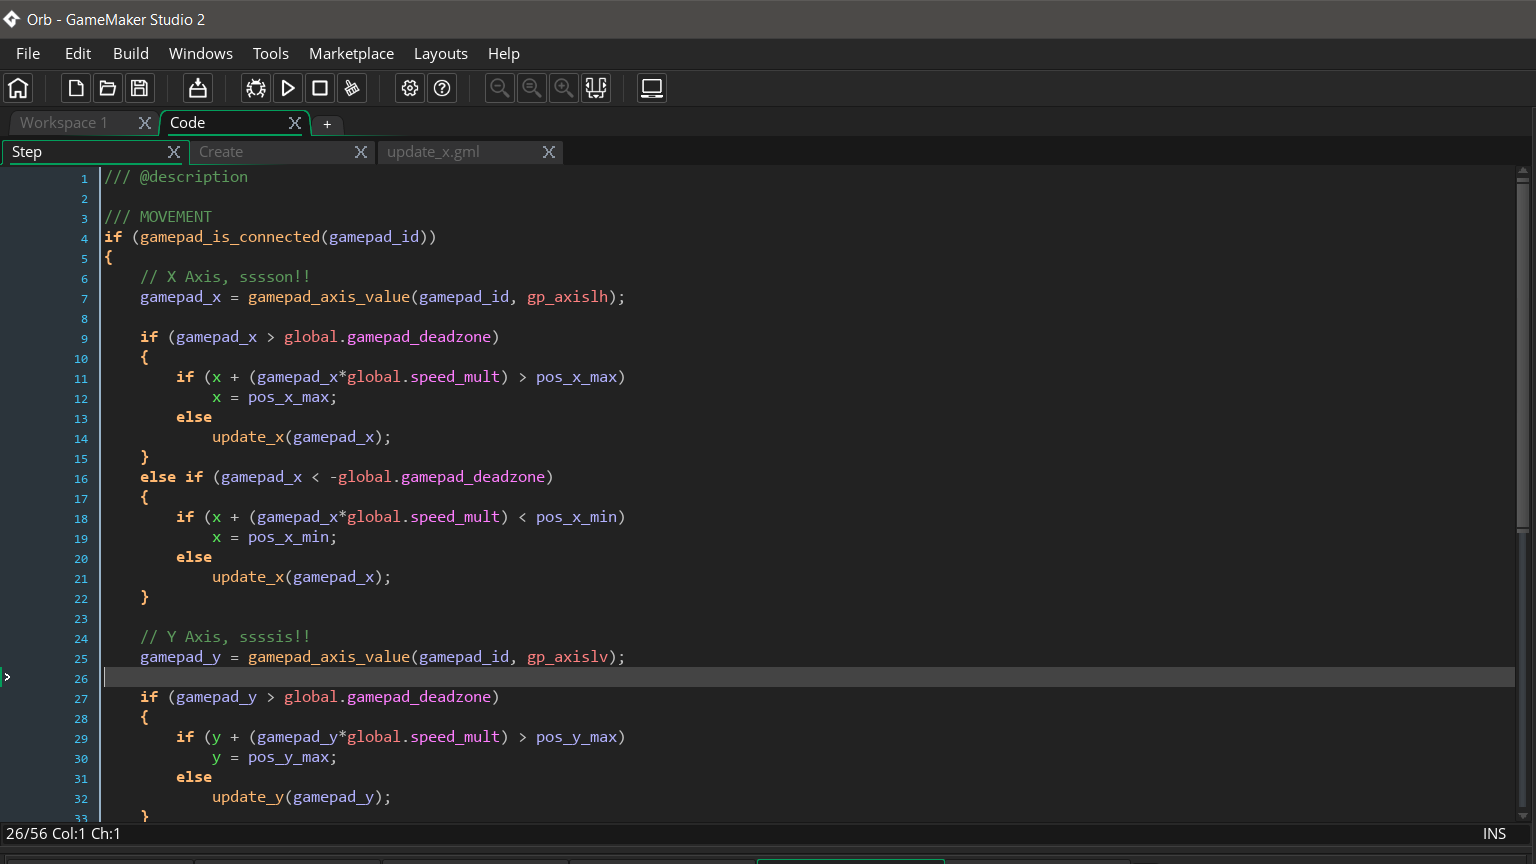 Orb - GameMaker Studio 2
File Edit Build Windows Tools Marketplace Layouts Help
Workspace 1 X Code X +
Step X Create X update_x.gml X
1 /// @description
2
3 /// MOVEMENT
4 if (gamepad_is_connected(gamepad_id))
5 {
6 // X Axis, sssson!!
7 gamepad_x = gamepad_axis_value(gamepad_id, gp_axislh);
8
9 if (gamepad_x > global.gamepad_deadzone)
10 {
11 if (x + (gamepad_x*global.speed_mult) > pos_x_max)
12 x = pos_x_max;
13 else
14 update_x(gamepad_x);
15 }
16 else if (gamepad_x < -global.gamepad_deadzone)
17 {
18 if (x + (gamepad_x*global.speed_mult) < pos_x_min)
19 x = pos_x_min;
20 else
21 update_x(gamepad_x);
22 }
23
24 // Y Axis, ssssis!!
25 gamepad_y = gamepad_axis_value(gamepad_id, gp_axislv);
26
27 if (gamepad_y > global.gamepad_deadzone)
28 {
29 if (y + (gamepad_y*global.speed_mult) > pos_y_max)
30 y = pos_y_max;
31 else
32 update_y(gamepad_y);
33 }
26/56 Col:1 Ch:1 INS